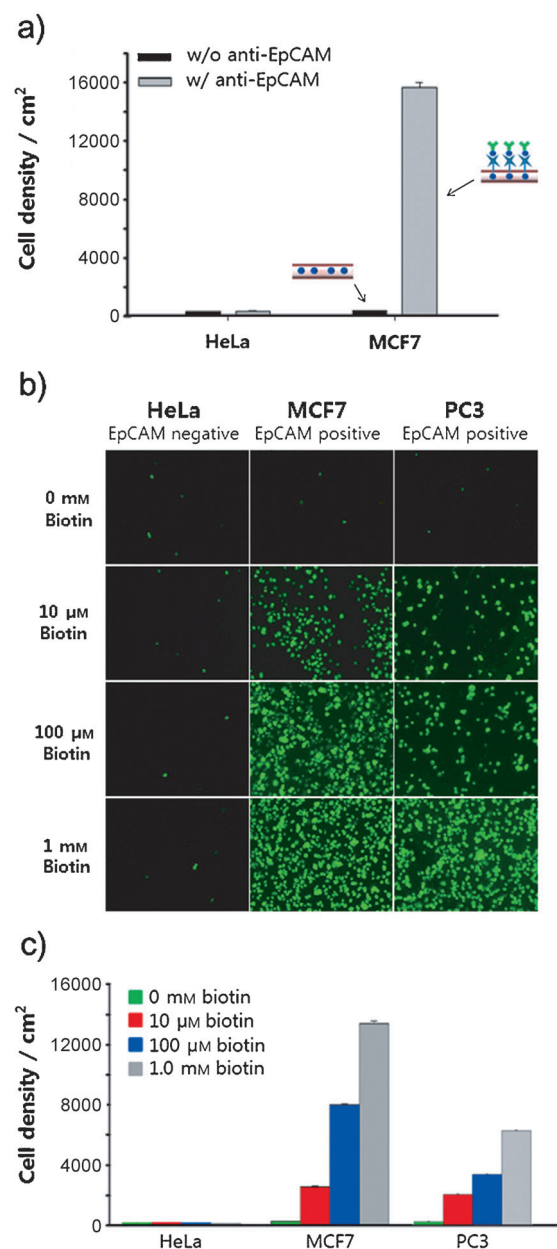 a)
w/o anti-EpCAM
w/ anti-EpCAM
16000
12000
8000
4000
0
Cell density / cm²
HeLa MCF7
b)
HeLa MCF7 PC3
EpCAM negative EpCAM positive EpCAM positive
0 mM
Biotin
10 μM
Biotin
100 μM
Biotin
1 mM
Biotin
c)
16000
12000
8000
4000
0
Cell density / cm²
0 mM biotin
10 μM biotin
100 μM biotin
1.0 mM biotin
HeLa MCF7 PC3